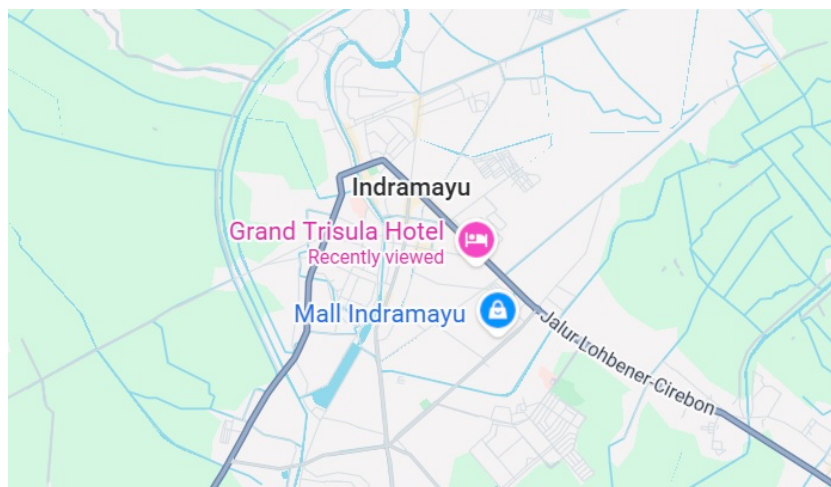 Indramayu
Grand Trisula Hotel
Recently viewed
Mall Indramayu
Jalur Lohbener-Cirebon